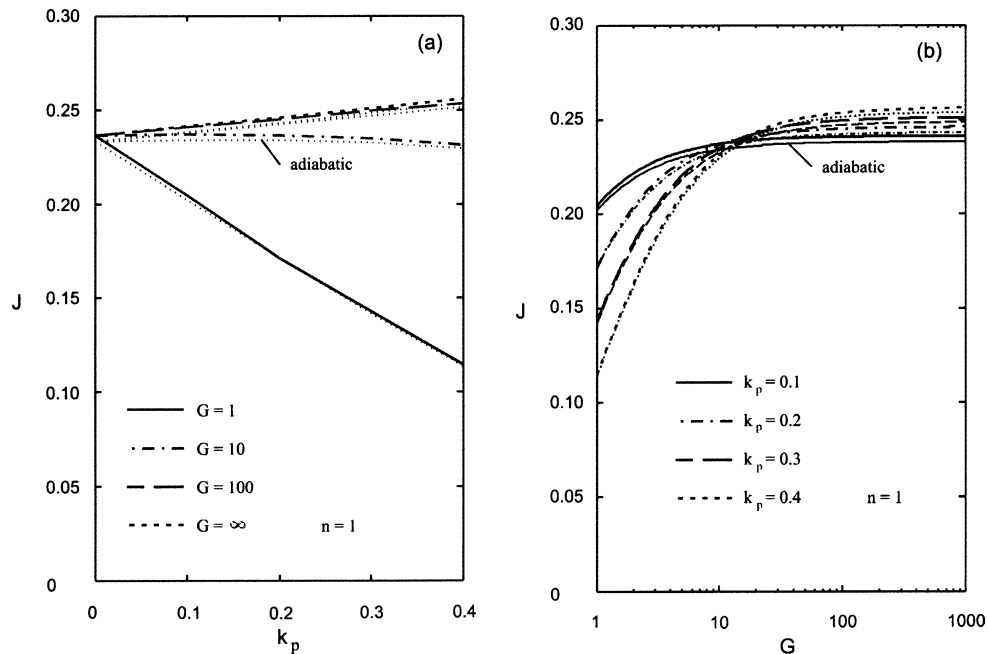 (a)
0.30
0.25
0.20
0.15
0.10
0.05
0
J
adiabatic
G = 1
G = 10
G = 100
G = ∞
n = 1
0 0.1 0.2 0.3 0.4
k p
(b)
0.30
0.25
0.20
0.15
0.10
0.05
0
J
adiabatic
k p = 0.1
k p = 0.2
k p = 0.3
k p = 0.4
n = 1
1 10 100 1000
G